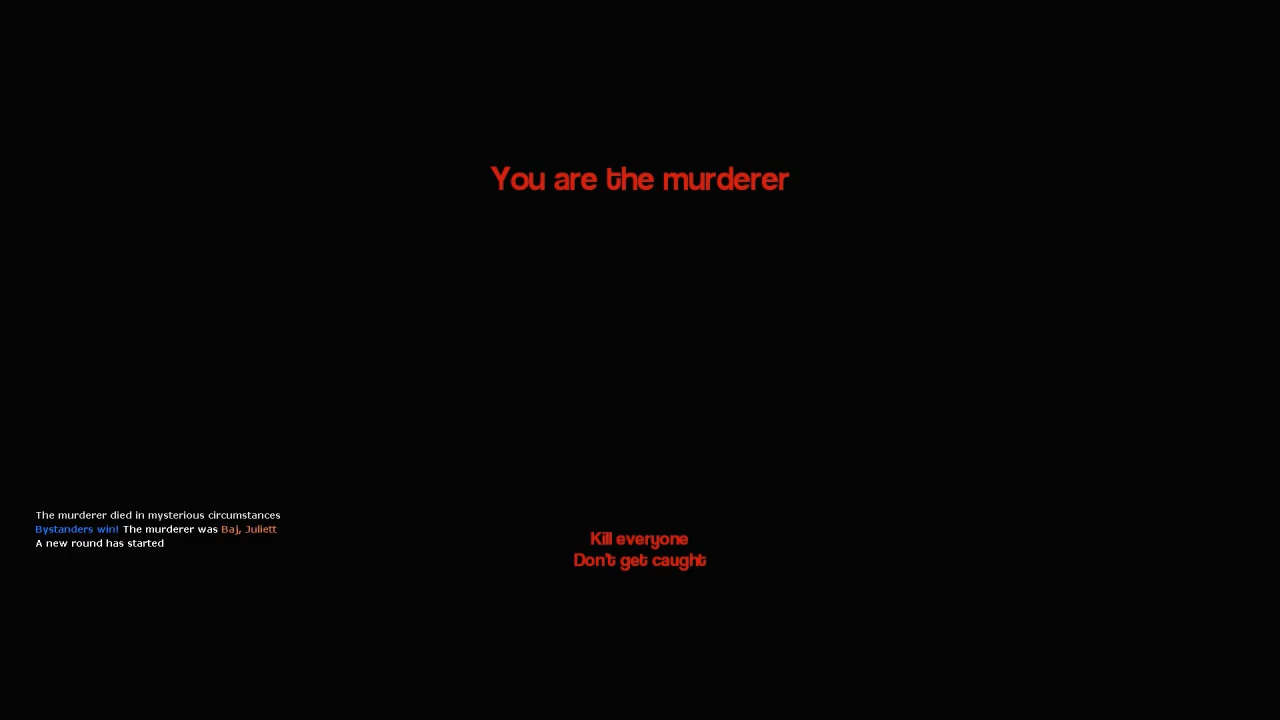 You are the murderer
The murderer died in mysterious circumstances
Bystanders win! The murderer was Baj, Juliett
A new round has started
Kill everyone
Don't get caught